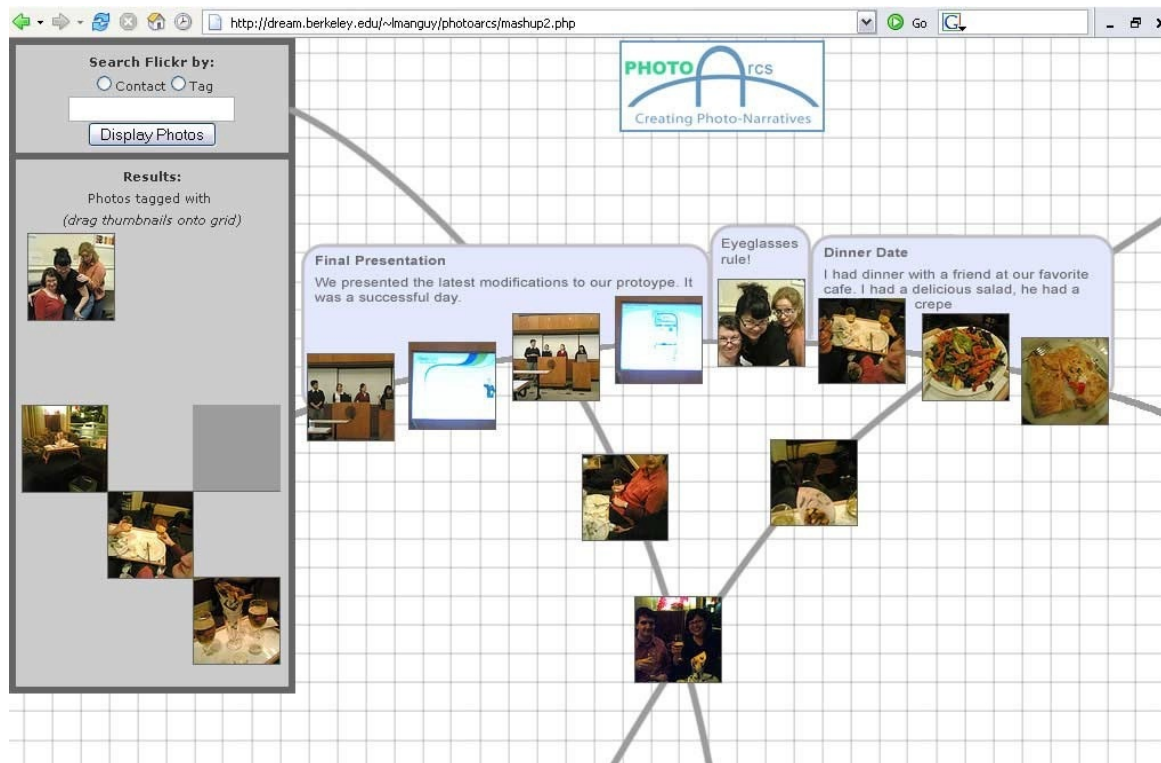 http://dream.berkeley.edu/~lmanguy/photoarcs/mashup2.php
Go
G
Search Flickr by:
Contact Tag
Display Photos
Results:
Photos tagged with
(drag thumbnails onto grid)
PHOTO Arcs
Creating Photo-Narratives
Final Presentation
We presented the latest modifications to our protoype. It
was a successful day.
Eyeglasses
rule!
Dinner Date
I had dinner with a friend at our favorite
cafe. I had a delicious salad, he had a
crepe